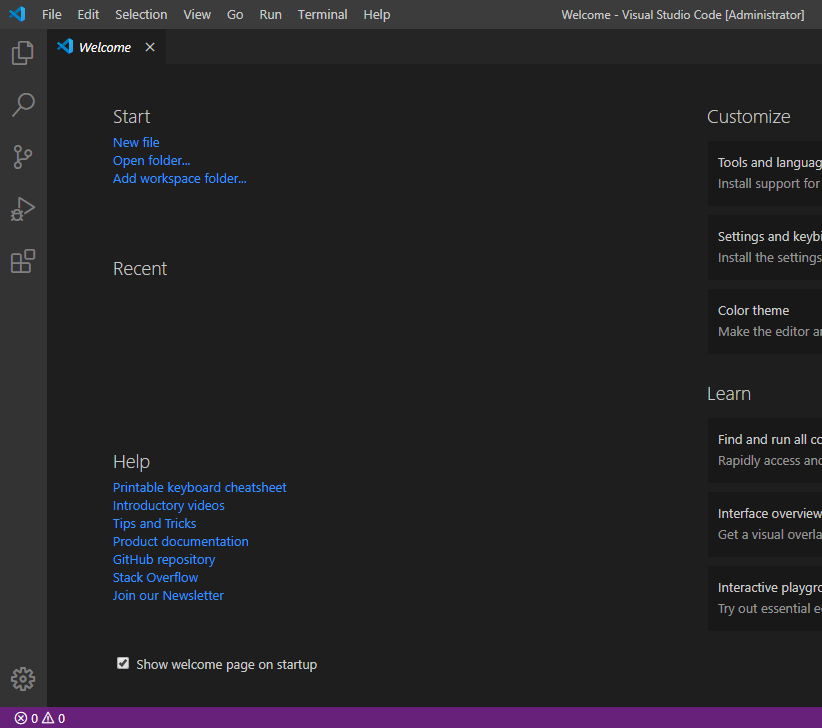 File Edit Selection View Go Run Terminal Help Welcome - Visual Studio Code [Administrator]
Welcome
Start
New file
Open folder...
Add workspace folder...
Recent
Help
Printable keyboard cheatsheet
Introductory videos
Tips and Tricks
Product documentation
GitHub repository
Stack Overflow
Join our Newsletter
Show welcome page on startup
Customize
Tools and languag
Install support for
Settings and keybi
Install the settings
Color theme
Make the editor an
Learn
Find and run all co
Rapidly access and
Interface overview
Get a visual overla
Interactive playgro
Try out essential e
0 0